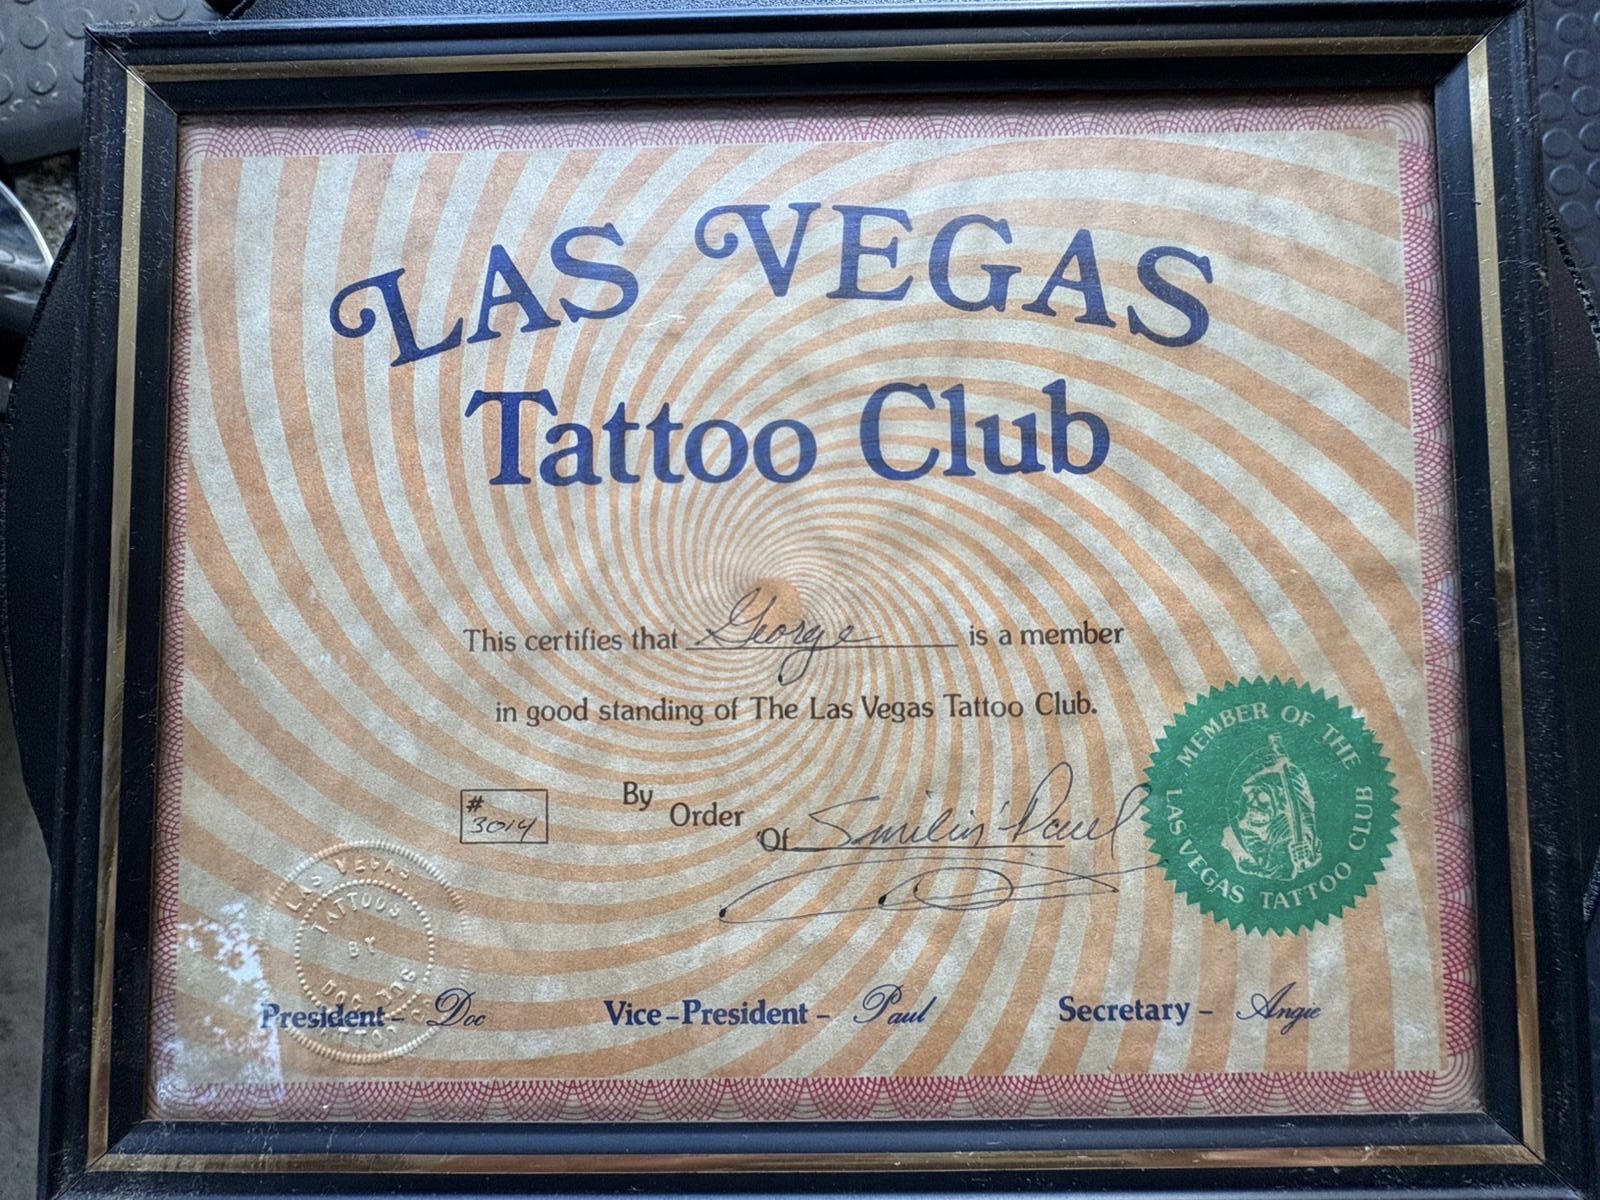 LAS VEGAS
Tattoo Club
This certifies that George is a member
in good standing of The Las Vegas Tattoo Club.
# 3014
By Order Of Smilin' Paul
MEMBER OF THE
LAS VEGAS TATTOO CLUB
LAS VEGAS
TATTOOS
BY
DOC DOG
President - Doc
Vice-President - Paul
Secretary - Angie